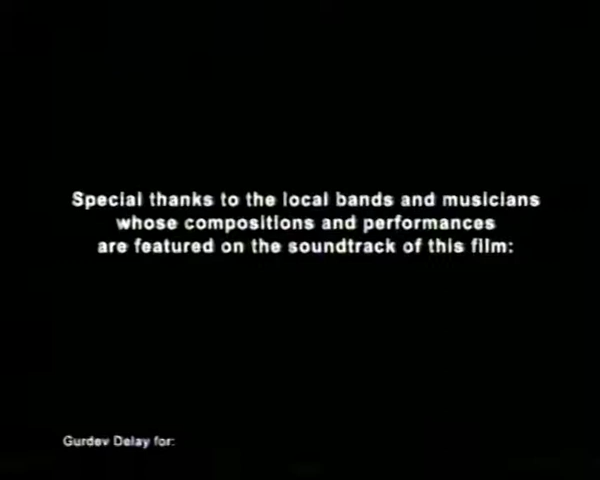 Special thanks to the local bands and musicians
whose compositions and performances
are featured on the soundtrack of this film:
Gurdev Delay for: